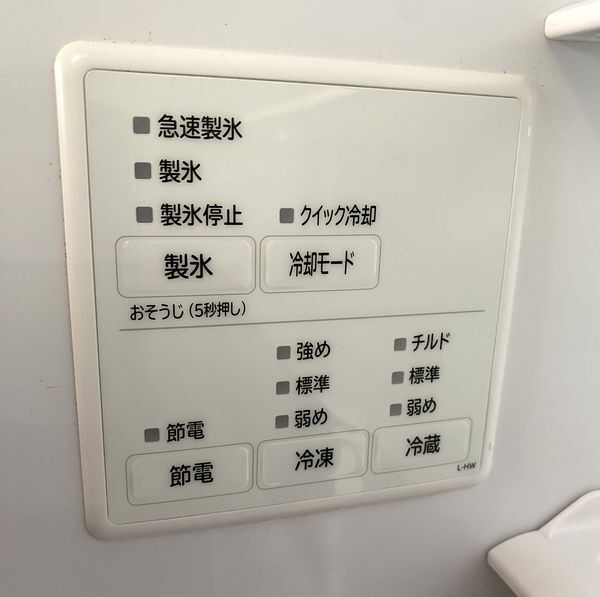 急速製氷
製氷
製氷停止 クイック冷却
製氷 冷却モード
おそうじ（5秒押し）
強め チルド
標準 標準
節電 弱め 弱め
節電 冷凍 冷蔵
L-HW